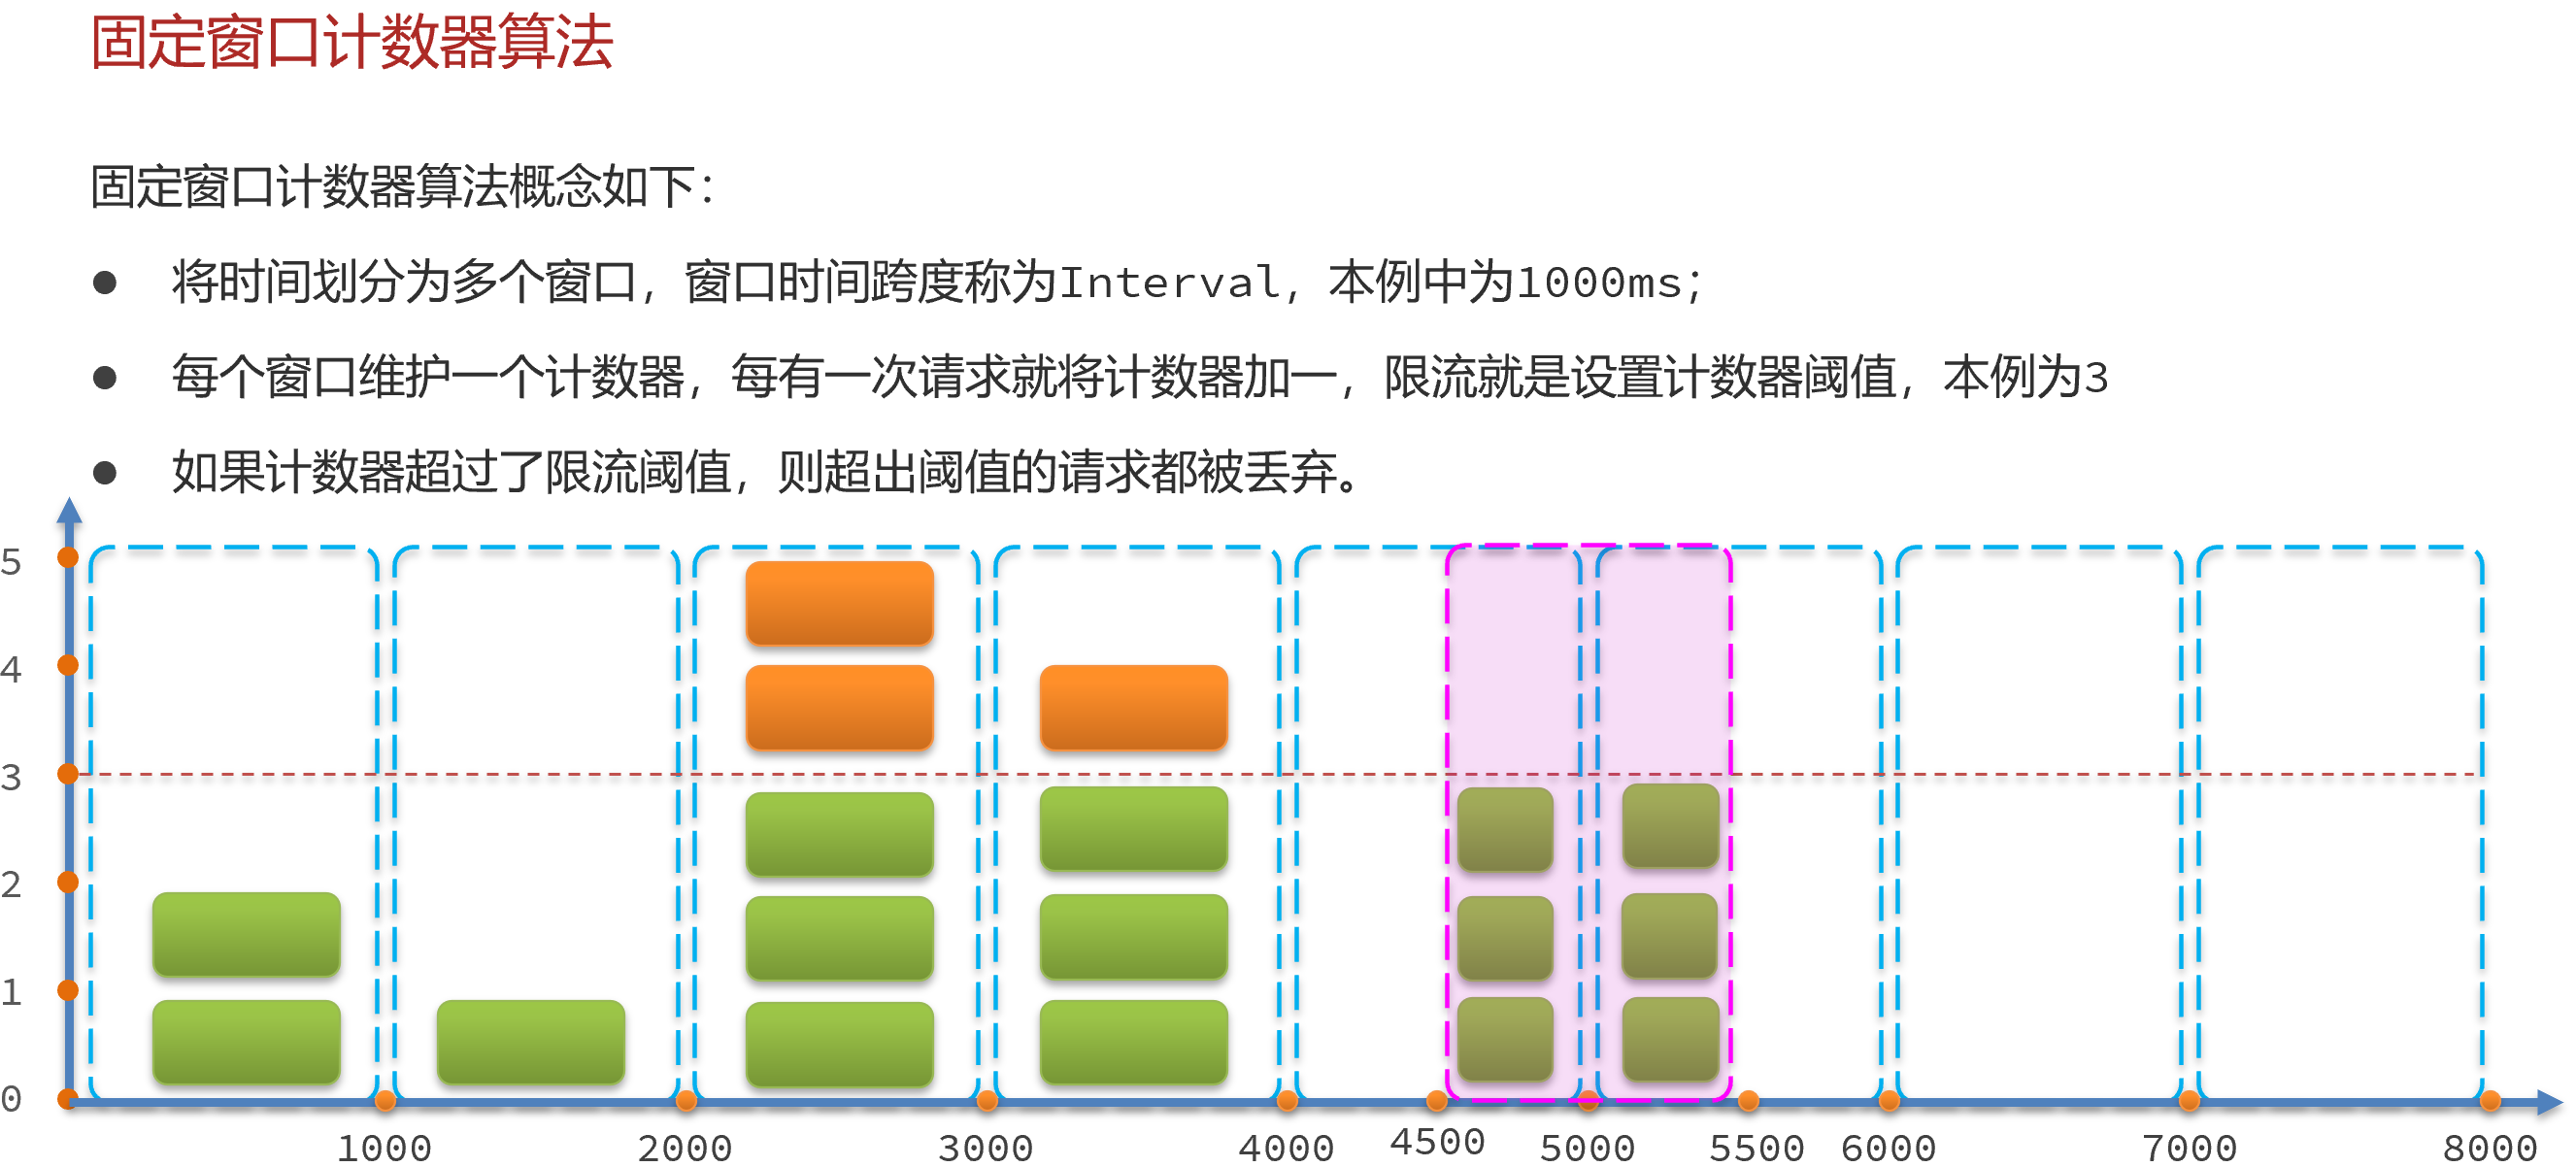 固定窗口计数器算法
固定窗口计数器算法概念如下：
● 将时间划分为多个窗口，窗口时间跨度称为Interval，本例中为1000ms；
● 每个窗口维护一个计数器，每有一次请求就将计数器加一，限流就是设置计数器阈值，本例为3
● 如果计数器超过了限流阈值，则超出阈值的请求都被丢弃。
5
4
3
2
1
0
1000 2000 3000 4000 4500 5000 5500 6000 7000 8000